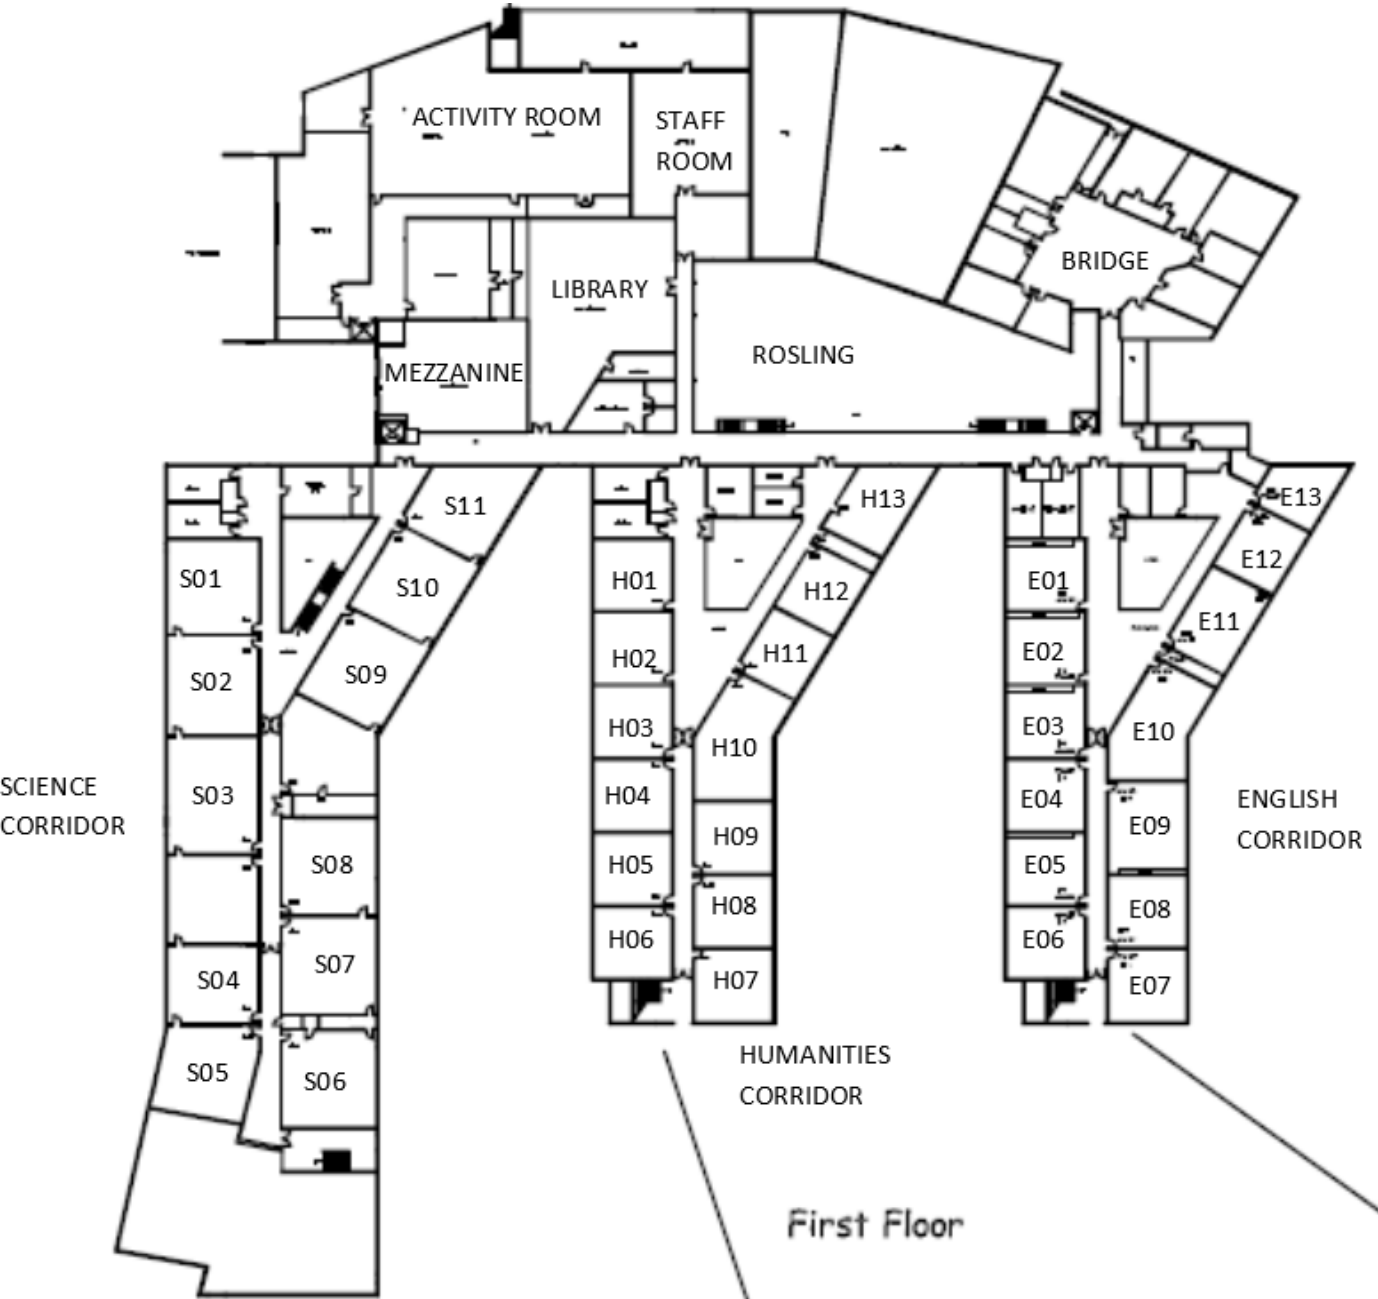 ACTIVITY ROOM
STAFF
ROOM
BRIDGE
LIBRARY
ROSLING
MEZZANINE
S11
S10
S09
S01
S02
S03
S08
S07
S04
S05
S06
SCIENCE
CORRIDOR
H13
H12
H11
H10
H01
H02
H03
H04
H05
H06
H09
H08
H07
HUMANITIES
CORRIDOR
E13
E12
E11
E10
E01
E02
E03
E04
E05
E06
E09
E08
E07
ENGLISH
CORRIDOR
First Floor